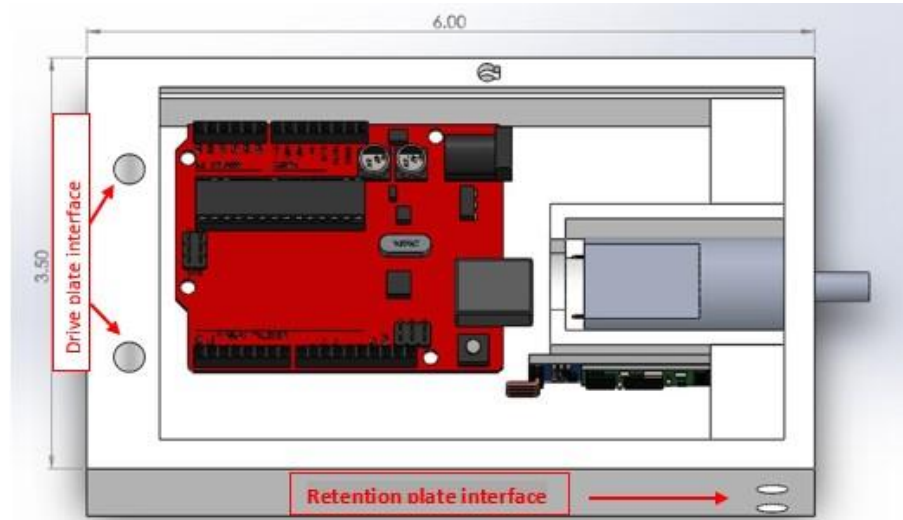 6.00
3.50
Drive plate interface
Retention plate interface